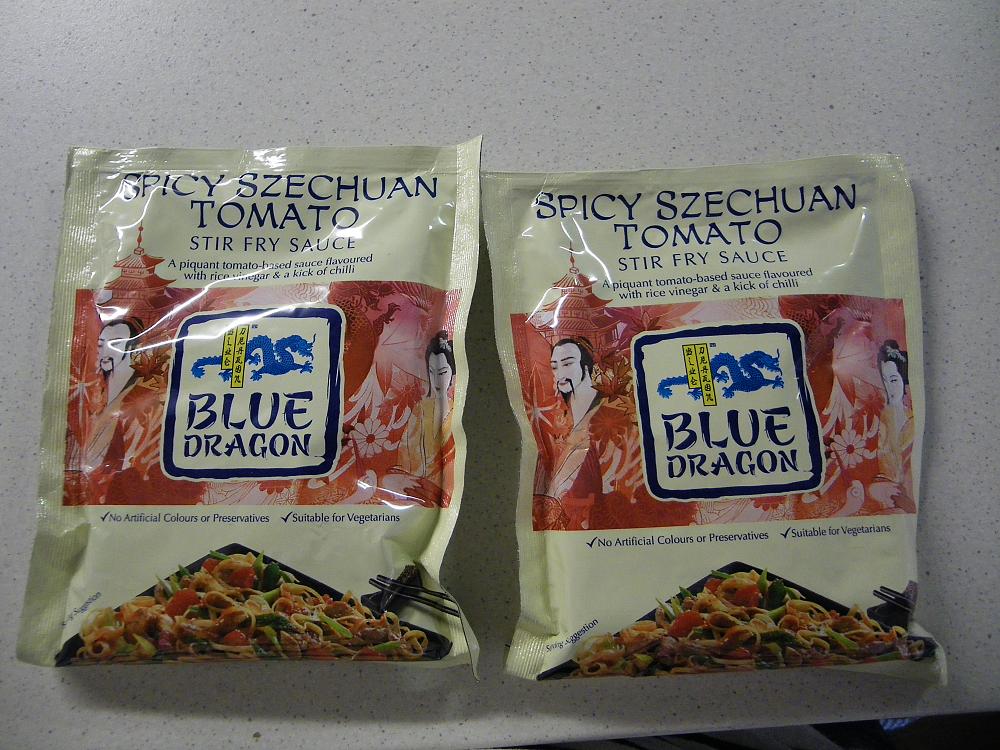 SPICY SZECHUAN
TOMATO
STIR FRY SAUCE
A piquant tomato-based sauce flavoured
with rice vinegar & a kick of chilli
BLUE
DRAGON
✓No Artificial Colours or Preservatives ✓Suitable for Vegetarians
SPICY SZECHUAN
TOMATO
STIR FRY SAUCE
A piquant tomato-based sauce flavoured
with rice vinegar & a kick of chilli
BLUE
DRAGON
✓No Artificial Colours or Preservatives ✓Suitable for Vegetarians
Serving Suggestion